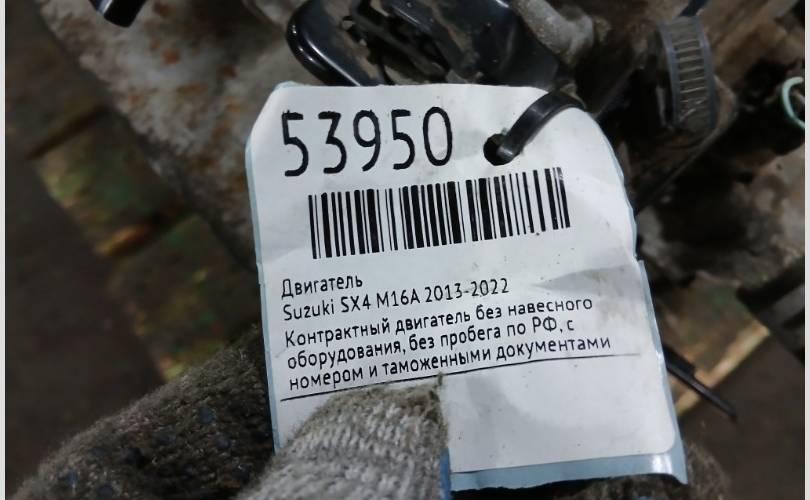 53950
Двигатель
Suzuki SX4 M16A 2013-2022
Контрактный двигатель без навесного
оборудования, без пробега по РФ, с
номером и таможенными документами